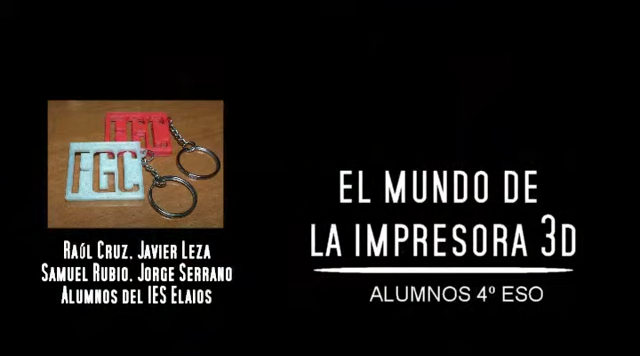 FGC
FGC
Raúl Cruz, Javier Leza
Samuel Rubio, Jorge Serrano
Alumnos del IES Elaios
EL MUNDO DE
LA IMPRESORA 3D
ALUMNOS 4º ESO